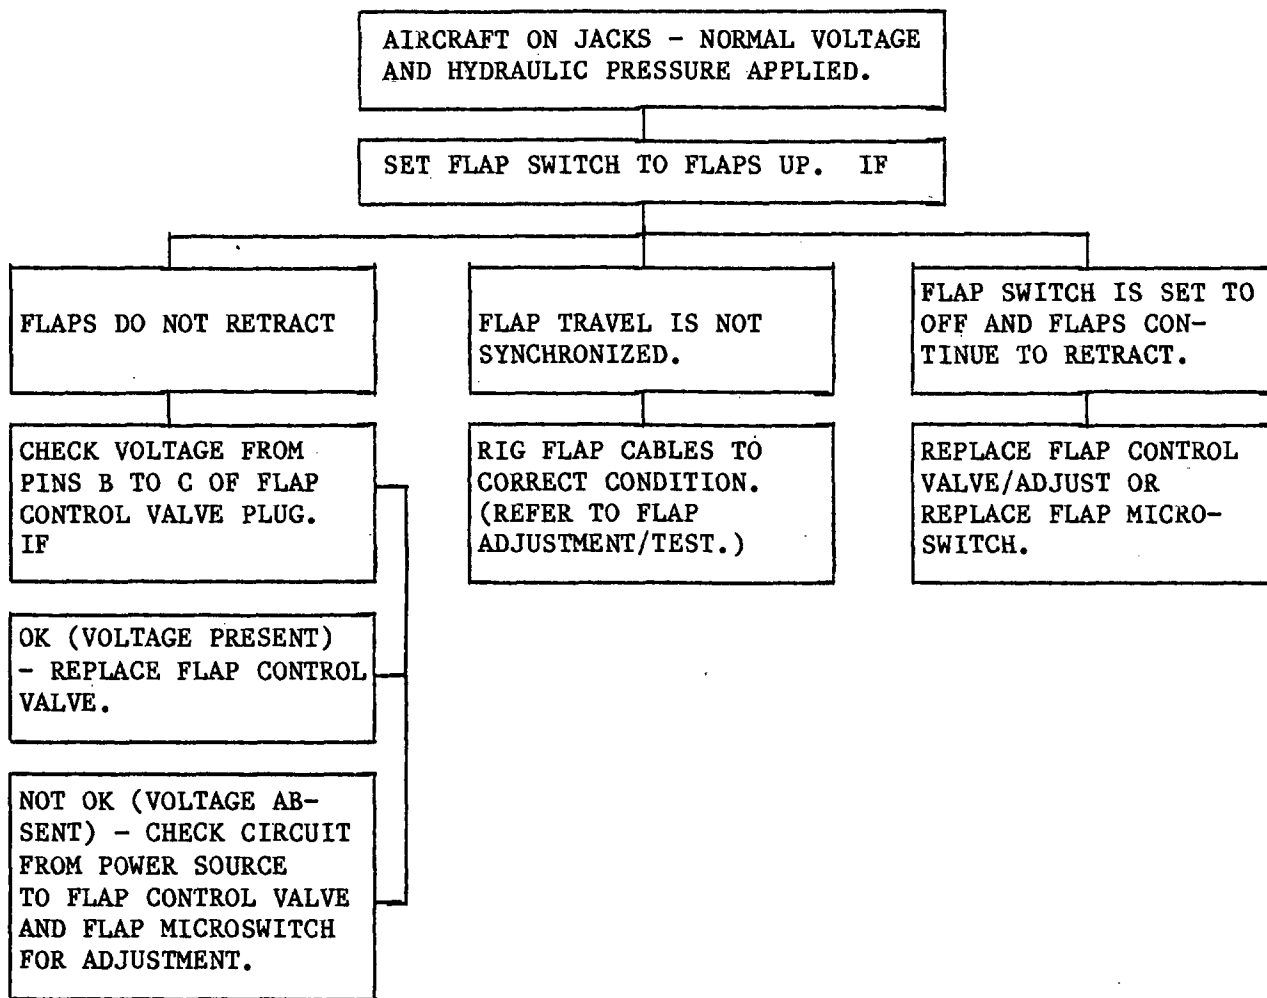 AIRCRAFT ON JACKS - NORMAL VOLTAGE
AND HYDRAULIC PRESSURE APPLIED.
SET FLAP SWITCH TO FLAPS UP. IF
FLAPS DO NOT RETRACT
FLAP TRAVEL IS NOT
SYNCHRONIZED.
FLAP SWITCH IS SET TO
OFF AND FLAPS CON-
TINUE TO RETRACT.
CHECK VOLTAGE FROM
PINS B TO C OF FLAP
CONTROL VALVE PLUG.
IF
RIG FLAP CABLES TO
CORRECT CONDITION.
(REFER TO FLAP
ADJUSTMENT/TEST.)
REPLACE FLAP CONTROL
VALVE/ADJUST OR
REPLACE FLAP MICRO-
SWITCH.
OK (VOLTAGE PRESENT)
- REPLACE FLAP CONTROL
VALVE.
NOT OK (VOLTAGE AB-
SENT) - CHECK CIRCUIT
FROM POWER SOURCE
TO FLAP CONTROL VALVE
AND FLAP MICROSWITCH
FOR ADJUSTMENT.